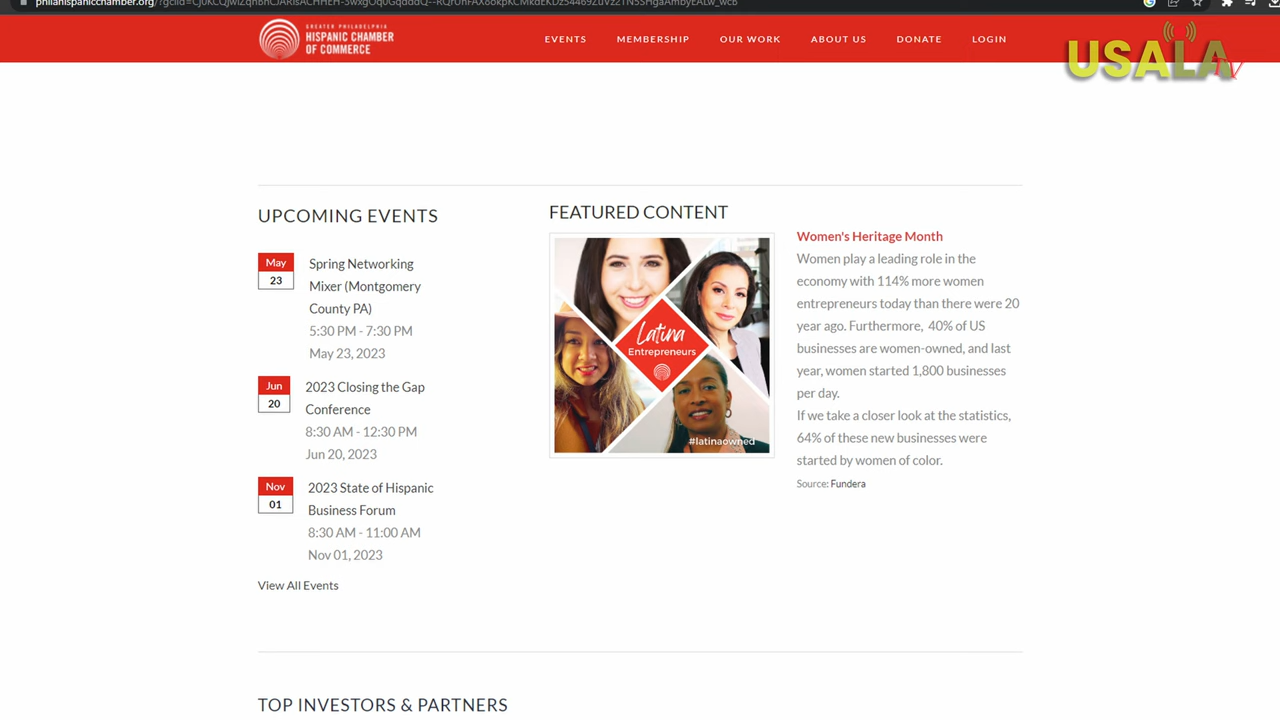 philahispanicchamber.org
GREATER PHILADELPHIA
HISPANIC CHAMBER
OF COMMERCE
EVENTS
MEMBERSHIP
OUR WORK
ABOUT US
DONATE
LOGIN
USALA
TV
UPCOMING EVENTS
May
23
Spring Networking
Mixer (Montgomery
County PA)
5:30 PM - 7:30 PM
May 23, 2023
Jun
20
2023 Closing the Gap
Conference
8:30 AM - 12:30 PM
Jun 20, 2023
Nov
01
2023 State of Hispanic
Business Forum
8:30 AM - 11:00 AM
Nov 01, 2023
View All Events
FEATURED CONTENT
Latina
Entrepreneurs
#latinaowned
Women's Heritage Month
Women play a leading role in the
economy with 114% more women
entrepreneurs today than there were 20
year ago. Furthermore, 40% of US
businesses are women-owned, and last
year, women started 1,800 businesses
per day.
If we take a closer look at the statistics,
64% of these new businesses were
started by women of color.
Source: Fundera
TOP INVESTORS & PARTNERS